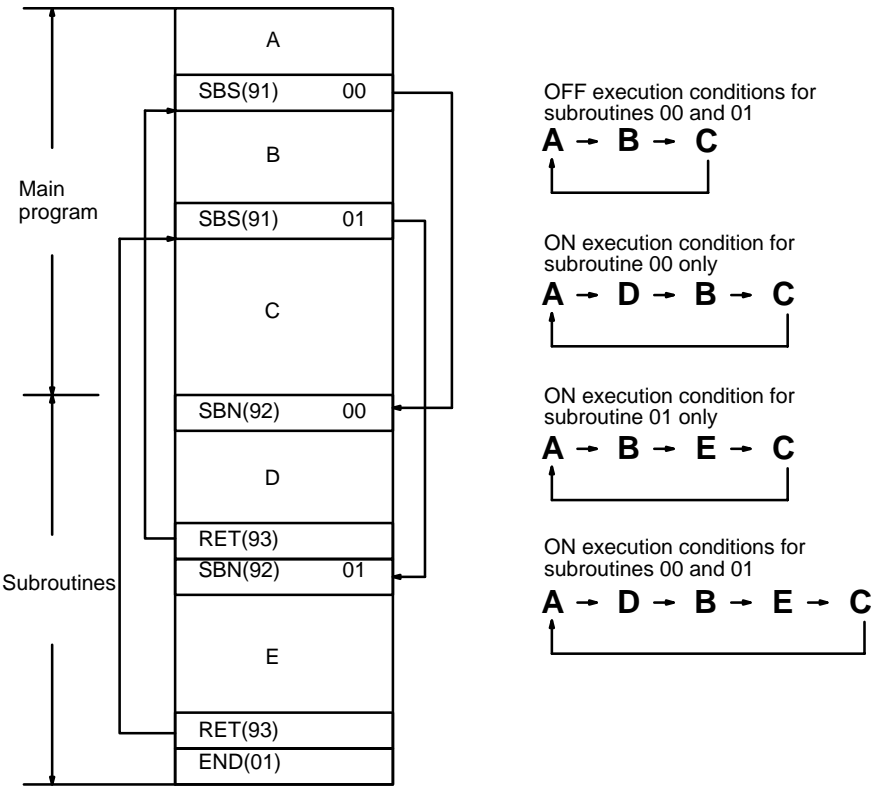 A
SBS(91) 00
B
Main
program
SBS(91) 01
C
SBN(92) 00
D
RET(93)
SBN(92) 01
Subroutines
E
RET(93)
END(01)
OFF execution conditions for
subroutines 00 and 01
A → B → C
ON execution condition for
subroutine 00 only
A → D → B → C
ON execution condition for
subroutine 01 only
A → B → E → C
ON execution conditions for
subroutines 00 and 01
A → D → B → E → C